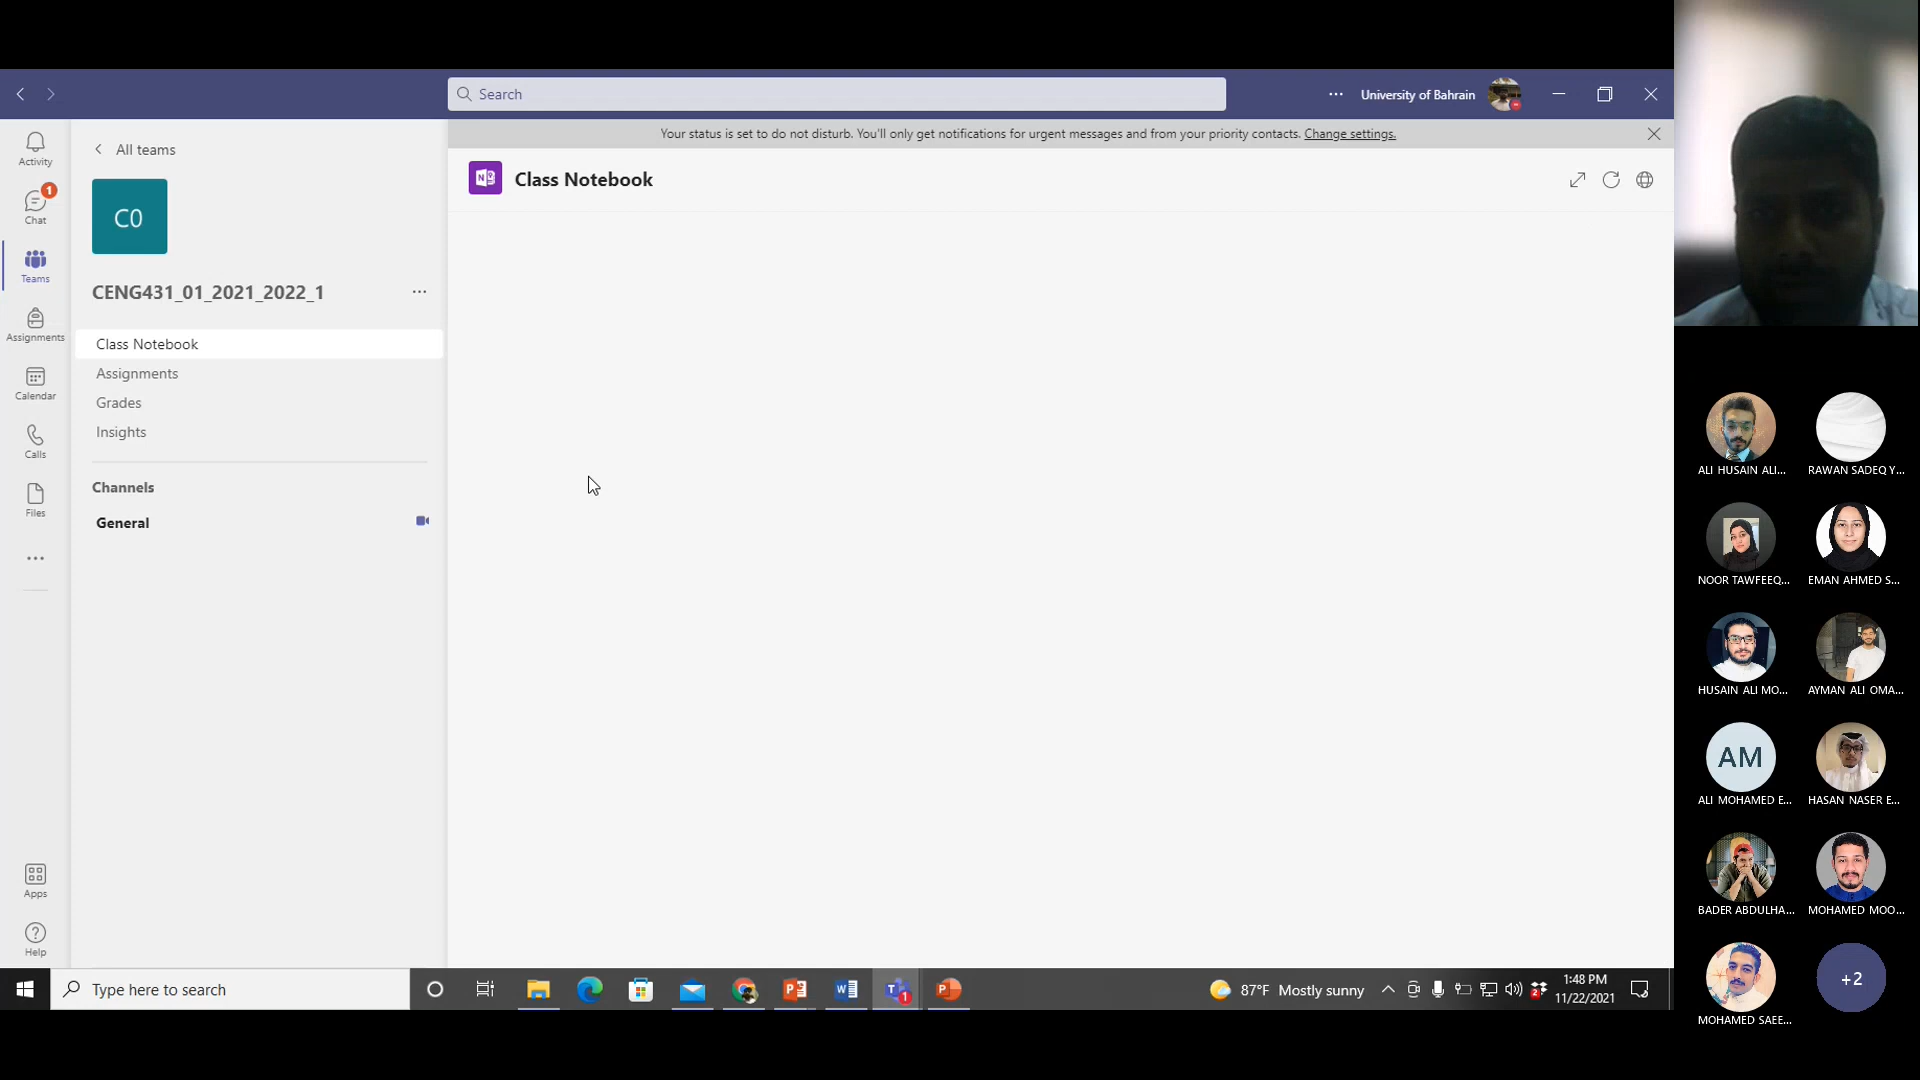 Search
University of Bahrain
Your status is set to do not disturb. You'll only get notifications for urgent messages and from your priority contacts. Change settings.
Activity
1
Chat
Teams
Assignments
Calendar
Calls
Files
Apps
Help
All teams
C0
CENG431_01_2021_2022_1
Class Notebook
Assignments
Grades
Insights
Channels
General
N
Class Notebook
ALI HUSAIN ALI...
RAWAN SADEQ Y...
NOOR TAWFEEQ...
EMAN AHMED S...
HUSAIN ALI MO...
AYMAN ALI OMA...
AM
ALI MOHAMED E...
HASAN NASER E...
BADER ABDULHA...
MOHAMED MOO...
MOHAMED SAEE...
+2
Type here to search
P
W
T
1
P
87°F Mostly sunny
2
1:48 PM
11/22/2021